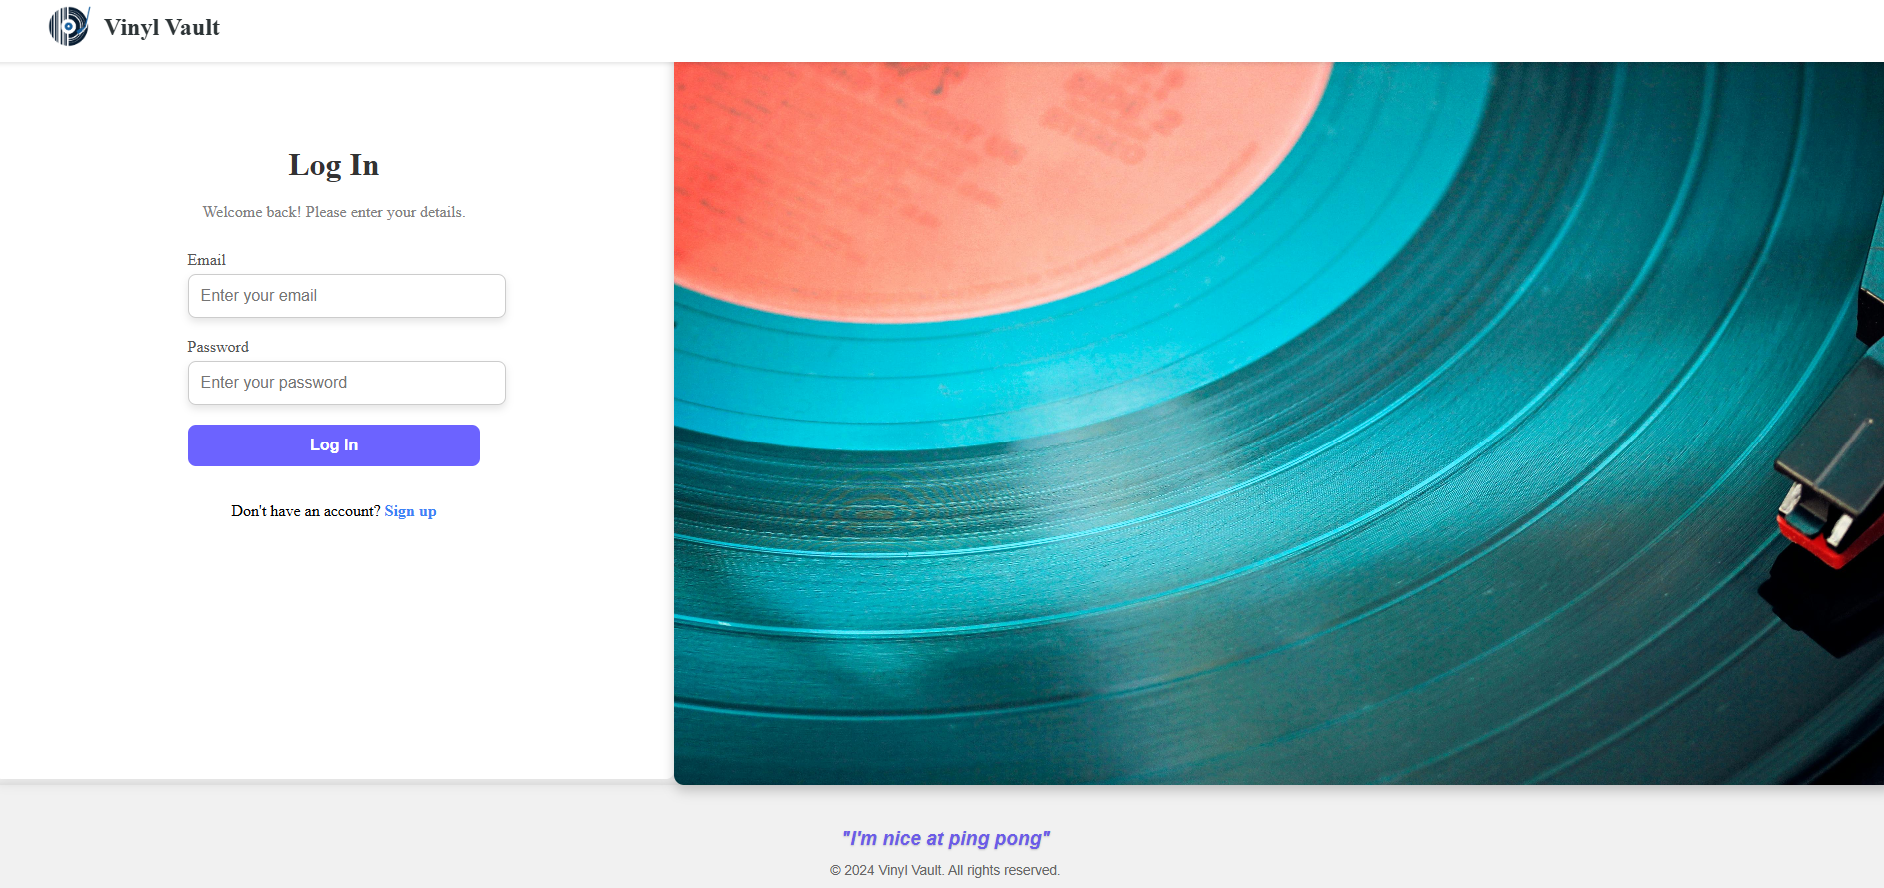 Vinyl Vault
Log In
Welcome back! Please enter your details.
Email
Enter your email
Password
Enter your password
Log In
Don't have an account? Sign up
"I'm nice at ping pong"
© 2024 Vinyl Vault. All rights reserved.